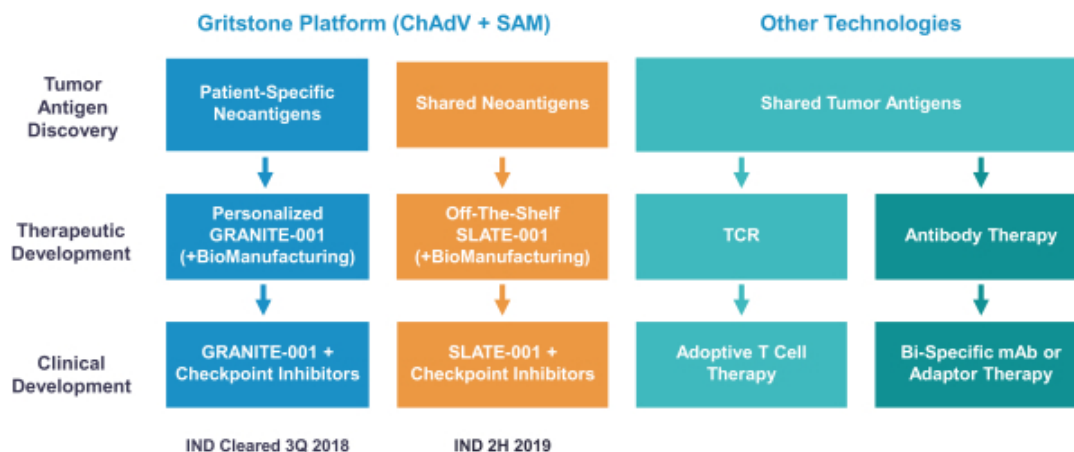 Gritstone Platform (ChAdV + SAM)
Other Technologies
Tumor
Antigen
Discovery
Patient-Specific
Neoantigens
Shared Neoantigens
Shared Tumor Antigens
Therapeutic
Development
Personalized
GRANITE-001
(+BioManufacturing)
Off-The-Shelf
SLATE-001
(+BioManufacturing)
TCR
Antibody Therapy
Clinical
Development
GRANITE-001 +
Checkpoint Inhibitors
SLATE-001 +
Checkpoint Inhibitors
Adoptive T Cell
Therapy
Bi-Specific mAb or
Adaptor Therapy
IND Cleared 3Q 2018
IND 2H 2019